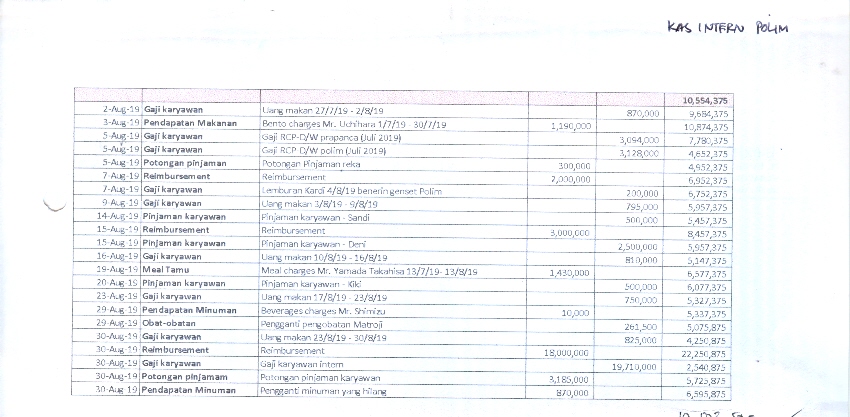 KAS INTERN POLIM
10,554,375
2-Aug-19 Gaji karyawan Uang makan 27/7/19 - 2/8/19 870,000 9,684,375
3-Aug-19 Pendapatan Makanan Bento charges Mr. Uchihara 1/7/19 - 30/7/19 1,190,000 10,874,375
5-Aug-19 Gaji karyawan Gaji RCP-D/W prapanca (Juli 2019) 3,094,000 7,780,375
5-Aug-19 Gaji karyawan Gaji RCP-D/W polim (Juli 2019) 3,128,000 4,652,375
5-Aug-19 Potongan pinjaman Potongan Pinjaman reka 300,000 4,952,375
7-Aug-19 Reimbursement Reimbursement 2,000,000 6,952,375
7-Aug-19 Gaji karyawan Lemburan Kardi 4/8/19 benerin genset Polim 200,000 6,752,375
9-Aug-19 Gaji karyawan Uang makan 3/8/19 - 9/8/19 795,000 5,957,375
14-Aug-19 Pinjaman karyawan Pinjaman karyawan - Sandi 500,000 5,457,375
15-Aug-19 Reimbursement Reimbursement 3,000,000 8,457,375
15-Aug-19 Pinjaman karyawan Pinjaman karyawan - Deni 2,500,000 5,957,375
16-Aug-19 Gaji karyawan Uang makan 10/8/19 - 16/8/19 810,000 5,147,375
19-Aug-19 Meal Tamu Meal charges Mr. Yamada Takahisa 13/7/19- 13/8/19 1,430,000 6,577,375
20-Aug-19 Pinjaman karyawan Pinjaman karyawan - Kiki 500,000 6,077,375
23-Aug-19 Gaji karyawan Uang makan 17/8/19 - 23/8/19 750,000 5,327,375
29-Aug-19 Pendapatan Minuman Beverages charges Mr. Shimizu 10,000 5,337,375
29-Aug-19 Obat-obatan Pengganti pengobatan Matroji 261,500 5,075,875
30-Aug-19 Gaji karyawan Uang makan 23/8/19 - 30/8/19 825,000 4,250,875
30-Aug-19 Reimbursement Reimbursement 18,000,000 22,250,875
30-Aug-19 Gaji karyawan Gaji karyawan intern 19,710,000 2,540,875
30-Aug-19 Potongan pinjamam Potongan pinjaman karyawan 3,185,000 5,725,875
30-Aug-19 Pendapatan Minuman Pengganti minuman yang hilang 870,000 6,595,875